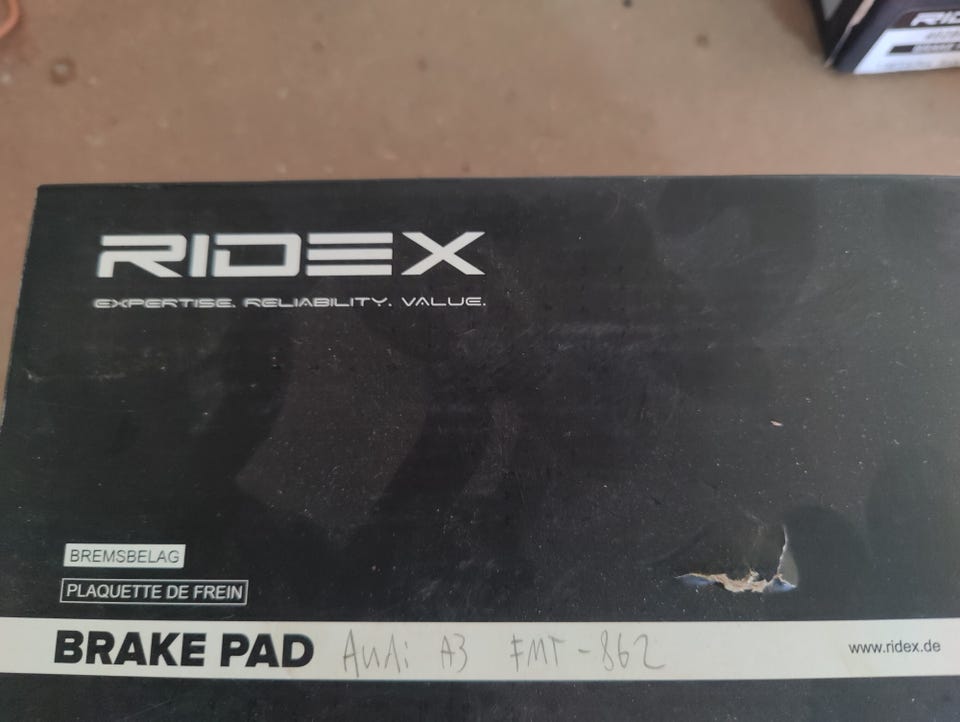 RIDEX
EXPERTISE. RELIABILITY. VALUE.
BREMSBELAG
PLAQUETTE DE FREIN
BRAKE PAD Audi A3 FMT-862 www.ridex.de